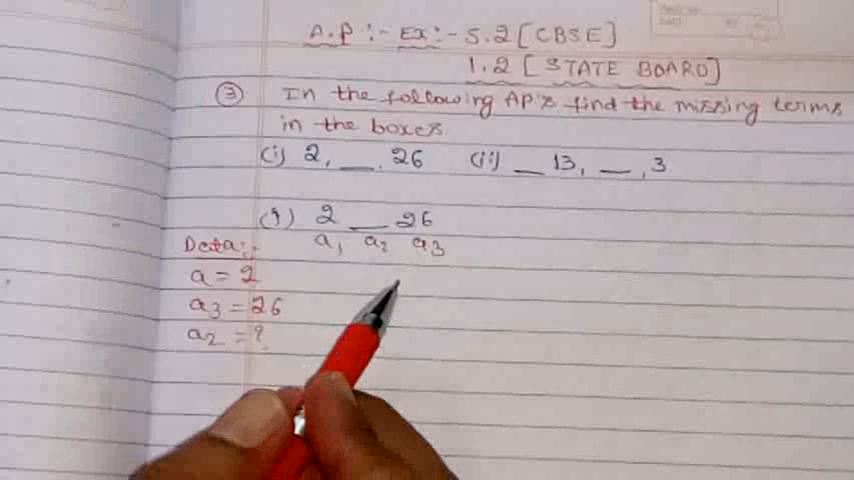 A.P :- Ex:- 5.2 [CBSE]
1.2 [STATE BOARD]
③ In the following AP's find the missing terms
in the boxes
(i) 2, __. 26 (ii) __ 13, __, 3
(i) 2 __ 26
a1 a2 a3
Data:-
a = 2
a3 = 26
a2 = ?